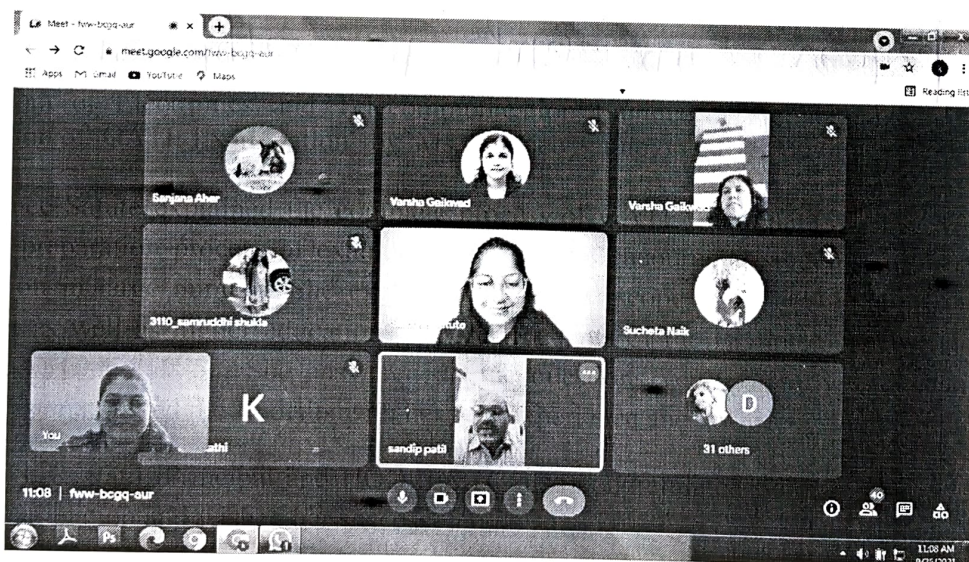 Meet - fww-bcgq-aur
meet.google.com/fww-bcgq-aur
Apps Gmail YouTube Maps
Reading list
Sanjana Aher
Varsha Gaikwad
Varsha Gaikwad
3110_samruddhi shukla
Sucheta Naik
You
K
athi
sandip patil
D
31 others
11:08 | fww-bcgq-aur
40
Ps
11:08 AM